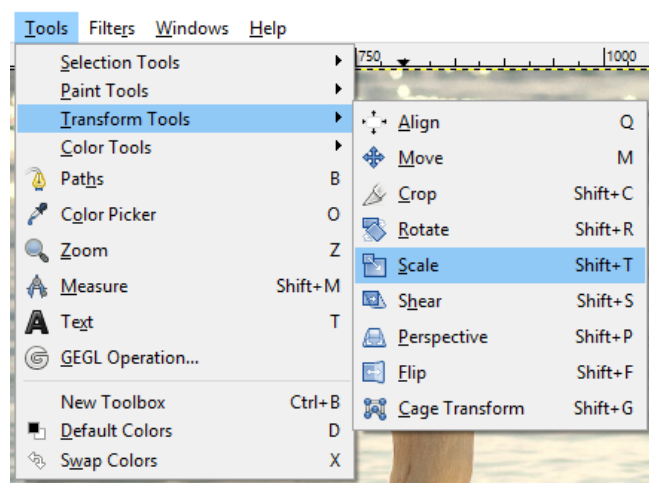 Tools Filters Windows Help
750 1000
Selection Tools
Paint Tools
Transform Tools
Color Tools
Paths B
Color Picker O
Zoom Z
Measure Shift+M
Text T
GEGL Operation...
New Toolbox Ctrl+B
Default Colors D
Swap Colors X
Align Q
Move M
Crop Shift+C
Rotate Shift+R
Scale Shift+T
Shear Shift+S
Perspective Shift+P
Flip Shift+F
Cage Transform Shift+G